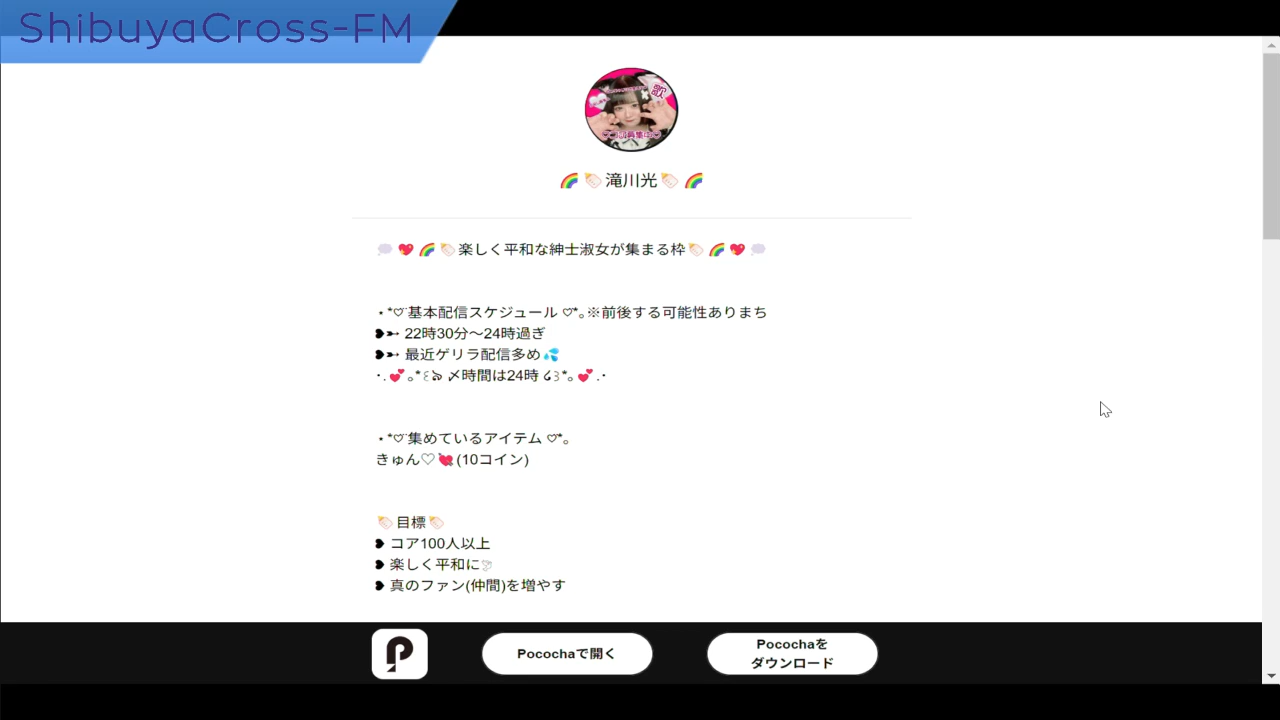 ShibuyaCross-FM
歌
🌈🏷滝川光🏷🌈
💭💖🌈🏷楽しく平和な紳士淑女が集まる枠🏷🌈💖💭
⋆*♡̈基本配信スケジュール ♡̈*。※前後する可能性ありまち
❥➵ 22時30分〜24時過ぎ
❥➵ 最近ゲリラ配信多め💦
･.💕。*꒰ঌ 〆時間は24時 ໒꒱*。💕.･
⋆*♡̈集めているアイテム ♡̈*。
きゅん♡💘(10コイン)
🏷目標🏷
❥ コア100人以上
❥ 楽しく平和に🕊
❥ 真のファン(仲間)を増やす
Pocochaで開く
Pocochaを
ダウンロード